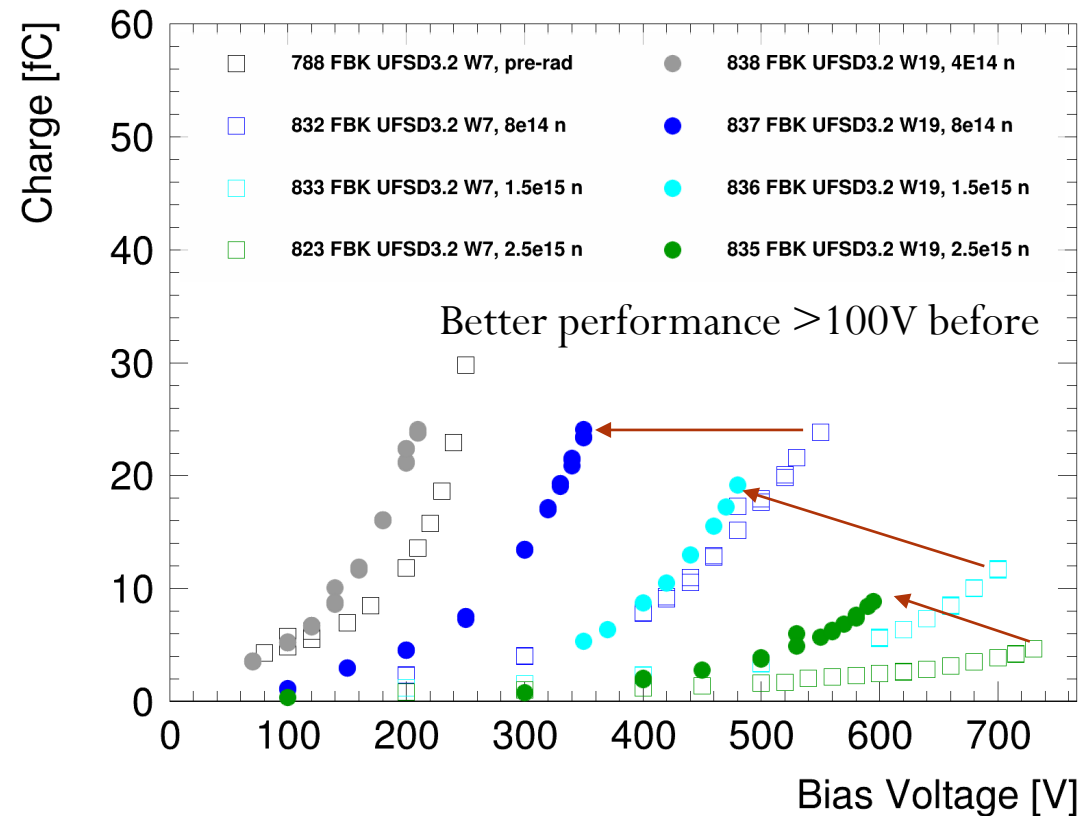 Charge [fC]
60
50
40
30
20
10
0
788 FBK UFSD3.2 W7, pre-rad
832 FBK UFSD3.2 W7, 8e14 n
833 FBK UFSD3.2 W7, 1.5e15 n
823 FBK UFSD3.2 W7, 2.5e15 n
838 FBK UFSD3.2 W19, 4E14 n
837 FBK UFSD3.2 W19, 8e14 n
836 FBK UFSD3.2 W19, 1.5e15 n
835 FBK UFSD3.2 W19, 2.5e15 n
Better performance >100V before
0 100 200 300 400 500 600 700
Bias Voltage [V]